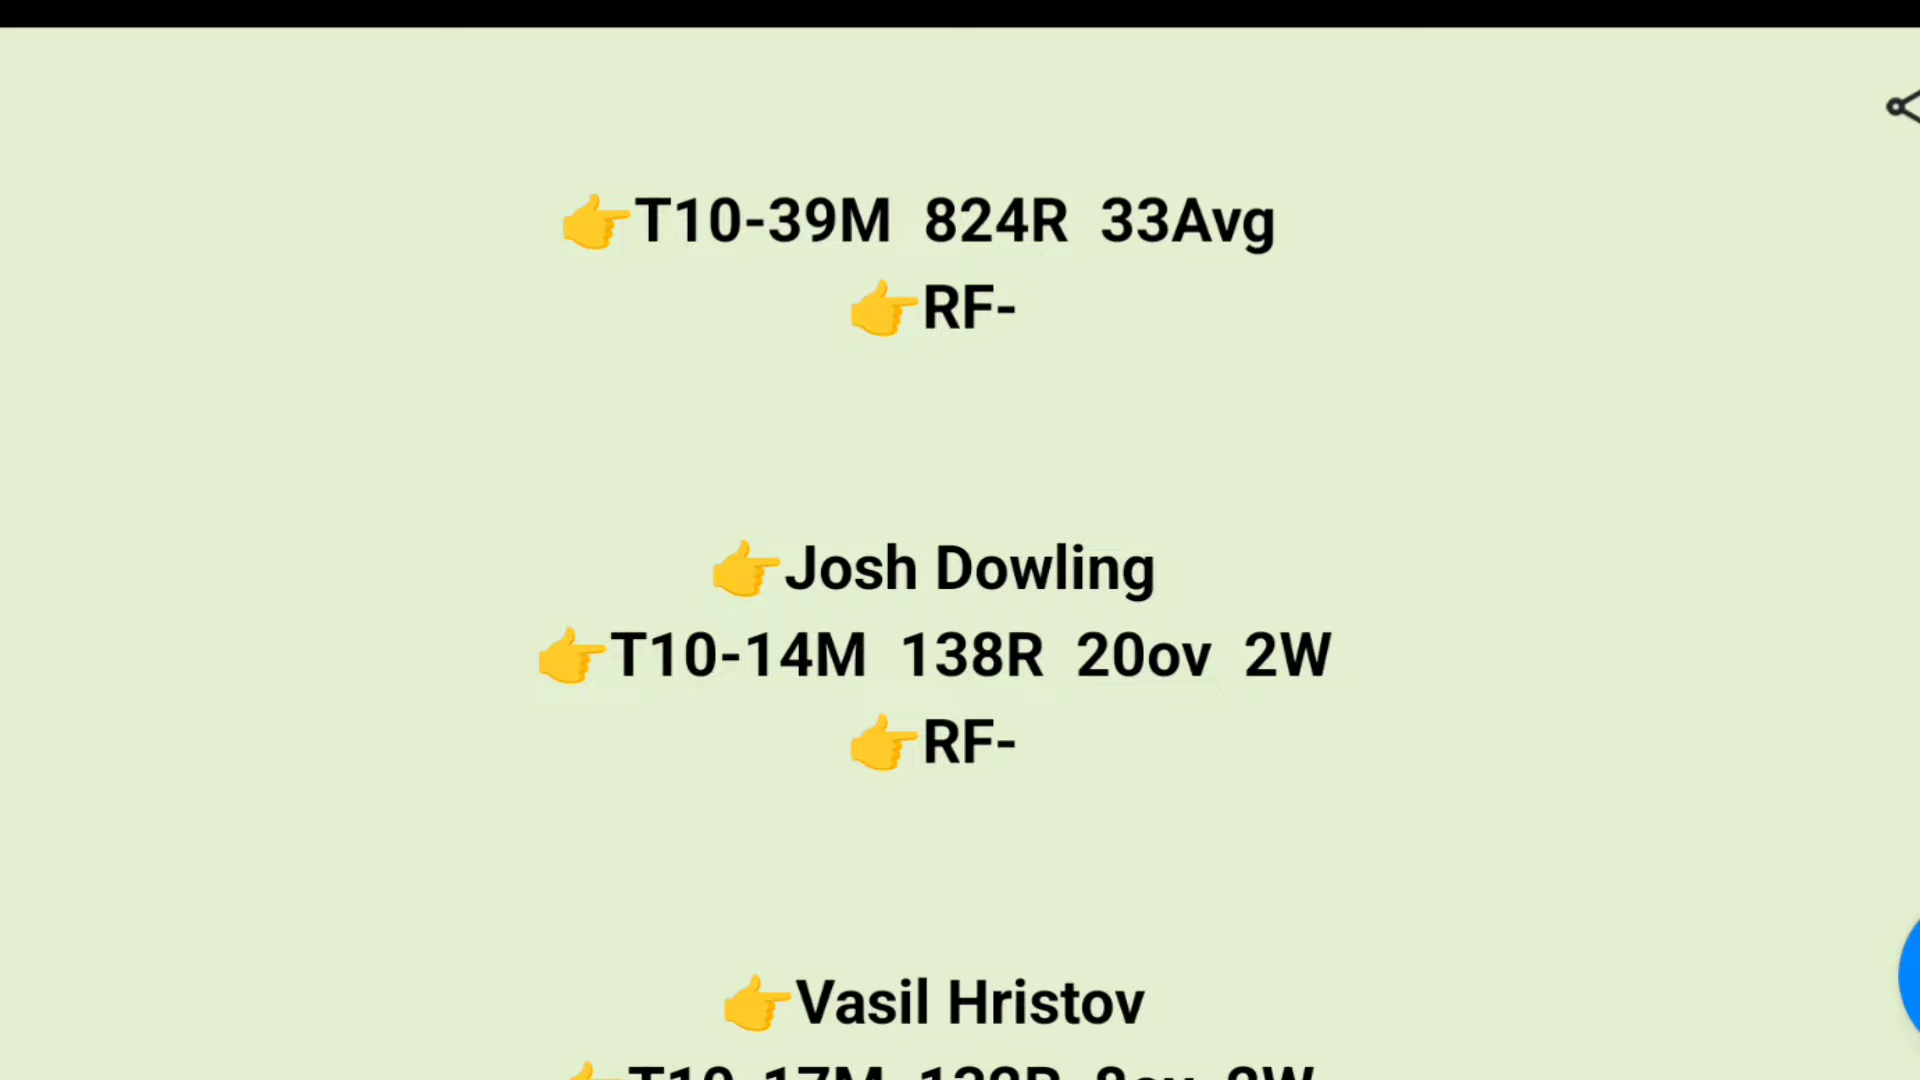 👉T10-39M 824R 33Avg
👉RF-
👉Josh Dowling
👉T10-14M 138R 20ov 2W
👉RF-
👉Vasil Hristov